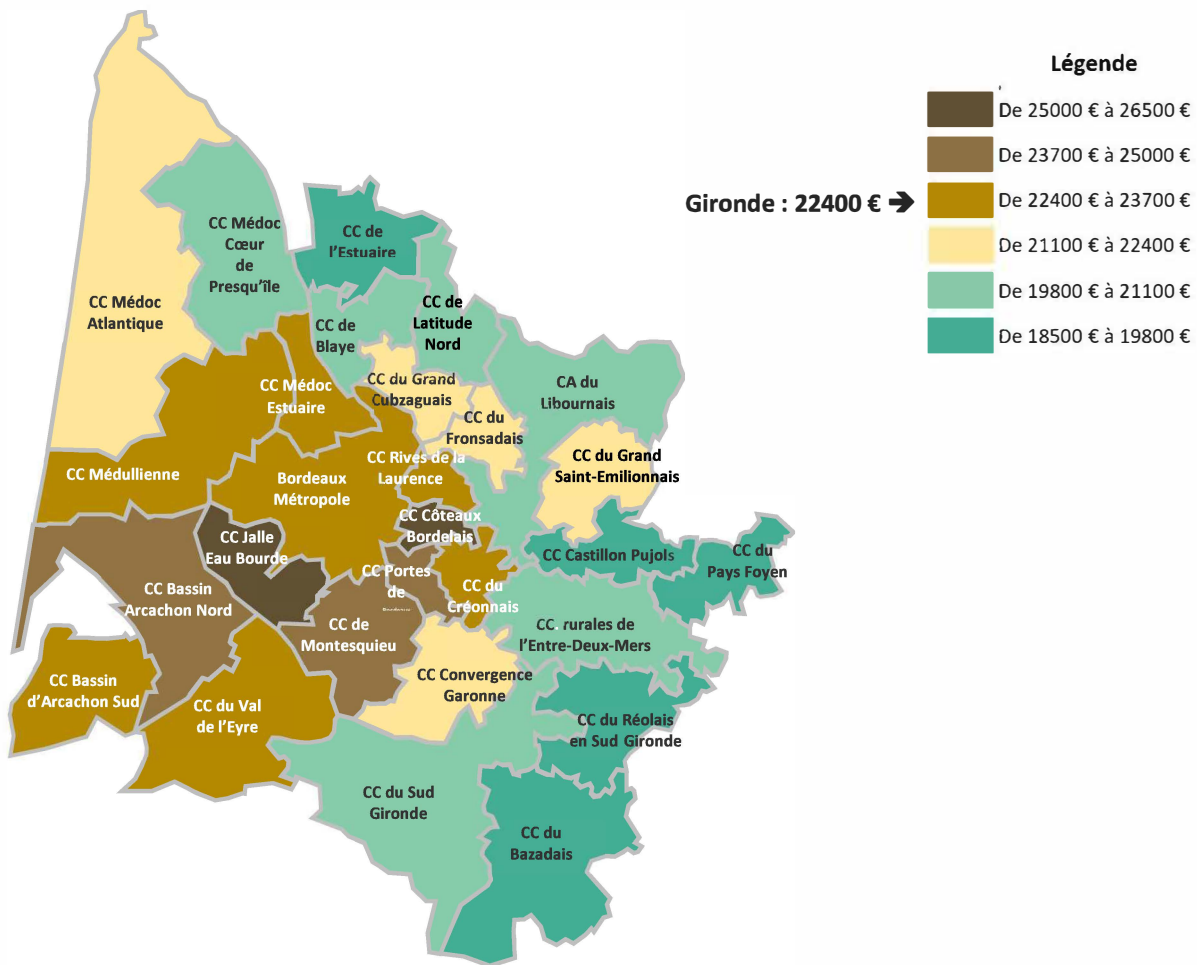 Légende
De 25000 € à 26500 €
De 23700 € à 25000 €
Gironde : 22400 € ➔
De 22400 € à 23700 €
De 21100 € à 22400 €
De 19800 € à 21100 €
De 18500 € à 19800 €
CC Médoc
Cœur
de
Presqu'île
CC de
l'Estuaire
CC Médoc
Atlantique
CC de
Latitude
Nord
CC de
Blaye
CC Médoc
Estuaire
CC du Grand
Cubzaguais
CA du
Libournais
CC du
Fronsadais
CC Médullienne
Bordeaux
Métropole
CC Rives de la
Laurence
CC du Grand
Saint-Emilionnais
CC Jalle
Eau Bourde
CC Côteaux
Bordelais
CC Castillon Pujols
CC du
Pays Foyen
CC Bassin
Arcachon Nord
CC Portes
de
CC du
Créonnais
CC de
Montesquieu
CC. rurales de
l'Entre-Deux-Mers
CC Bassin
d'Arcachon Sud
CC du Val
de l'Eyre
CC Convergence
Garonne
CC du Réolais
en Sud Gironde
CC du Sud
Gironde
CC du
Bazadais